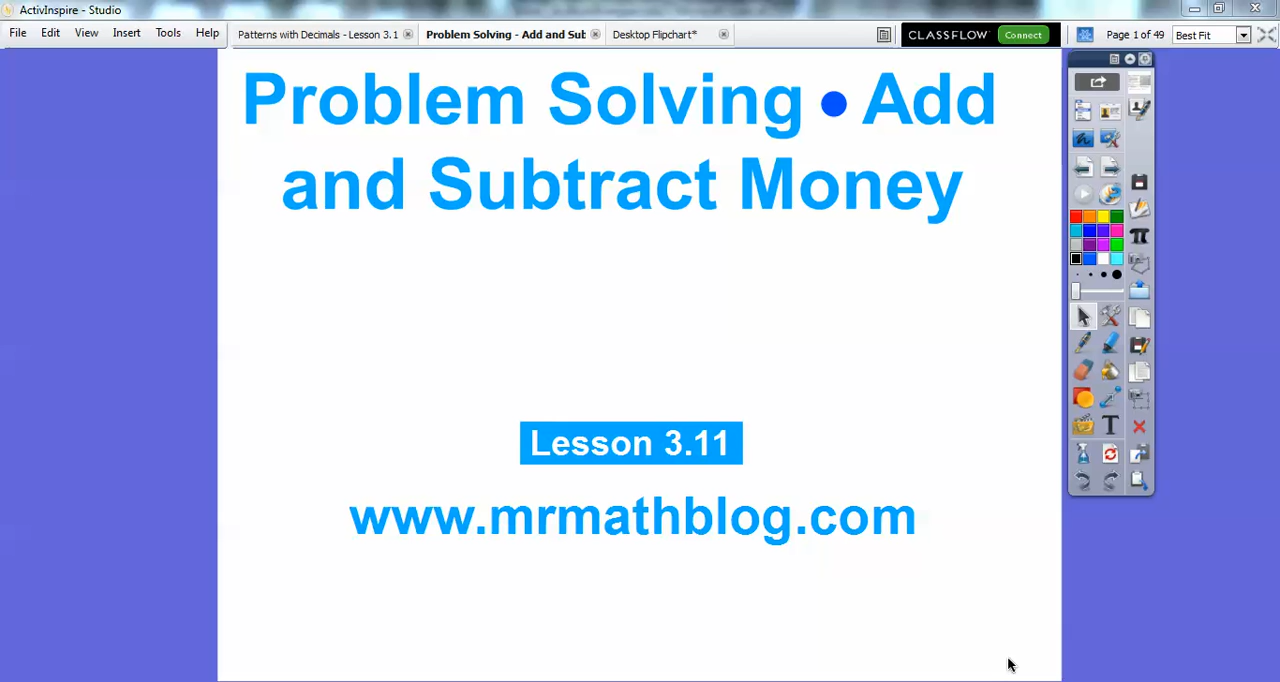 ActivInspire - Studio
File Edit View Insert Tools Help
Patterns with Decimals - Lesson 3.1
Problem Solving - Add and Sub
Desktop Flipchart*
CLASSFLOW Connect
Page 1 of 49
Best Fit
Problem Solving • Add
and Subtract Money
Lesson 3.11
www.mrmathblog.com